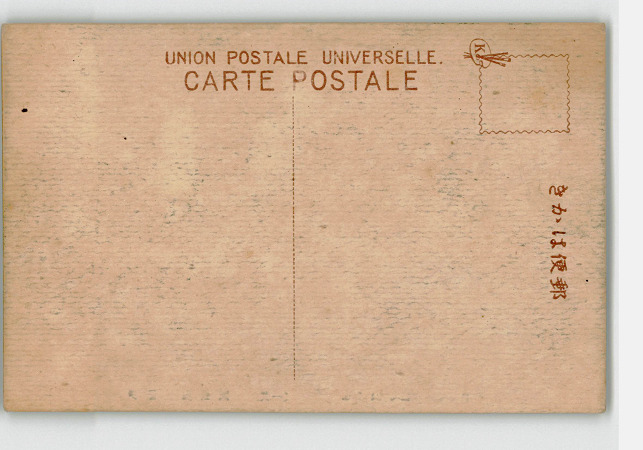 UNION POSTALE UNIVERSELLE.
CARTE POSTALE
K
きかは便郵